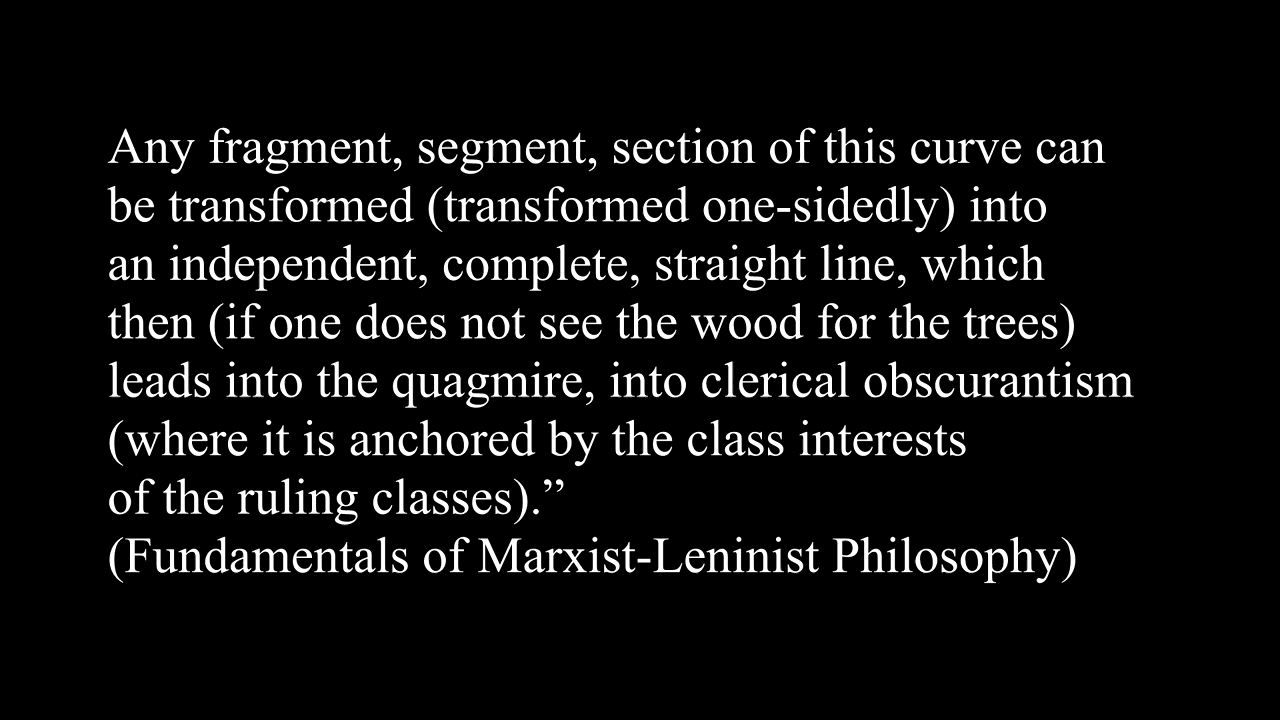 Any fragment, segment, section of this curve can
be transformed (transformed one-sidedly) into
an independent, complete, straight line, which
then (if one does not see the wood for the trees)
leads into the quagmire, into clerical obscurantism
(where it is anchored by the class interests
of the ruling classes).”
(Fundamentals of Marxist-Leninist Philosophy)